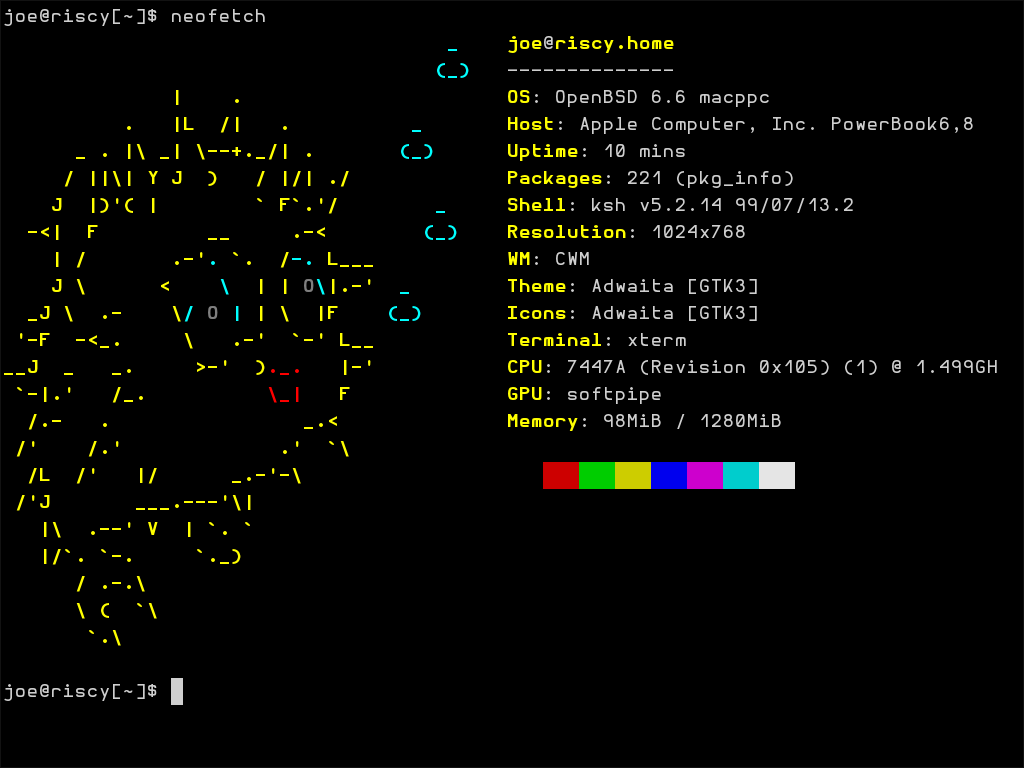 joe@riscy[~]$ neofetch
joe@riscy.home
--------------
OS: OpenBSD 6.6 macppc
Host: Apple Computer, Inc. PowerBook6,8
Uptime: 10 mins
Packages: 221 (pkg_info)
Shell: ksh v5.2.14 99/07/13.2
Resolution: 1024x768
WM: CWM
Theme: Adwaita [GTK3]
Icons: Adwaita [GTK3]
Terminal: xterm
CPU: 7447A (Revision 0x105) (1) @ 1.499GH
GPU: softpipe
Memory: 98MiB / 1280MiB
joe@riscy[~]$